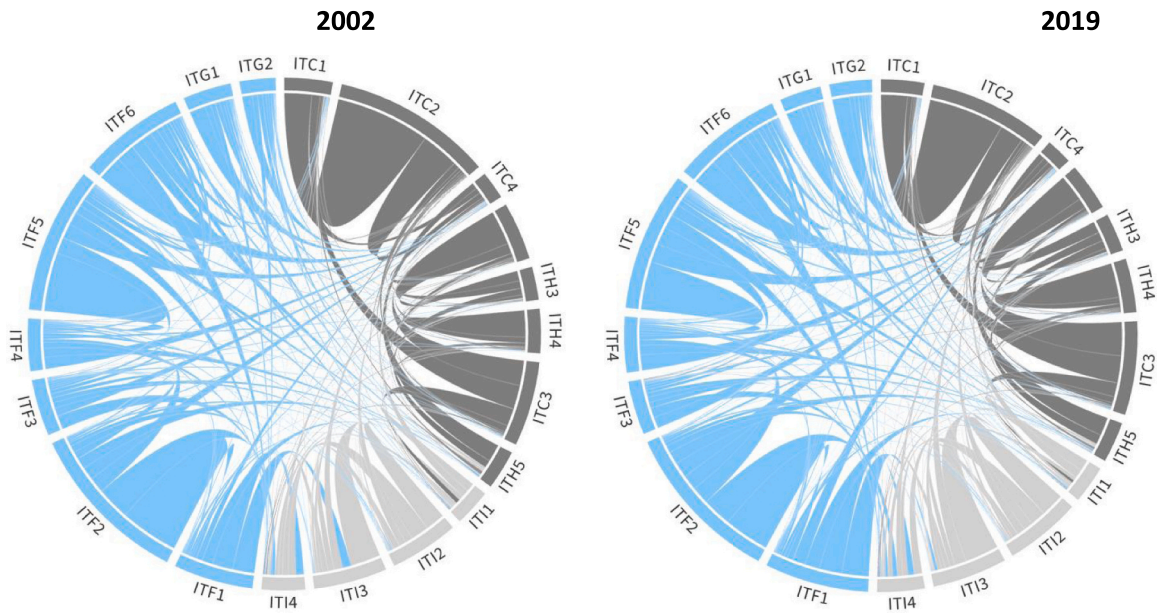 2002
2019
ITC1
ITC2
ITC4
ITH3
ITH4
ITC3
ITH5
ITI1
ITI2
ITI3
ITI4
ITF1
ITF2
ITF3
ITF4
ITF5
ITF6
ITG1
ITG2
ITC1
ITC2
ITC4
ITH3
ITH4
ITC3
ITH5
ITI1
ITI2
ITI3
ITI4
ITF1
ITF2
ITF3
ITF4
ITF5
ITF6
ITG1
ITG2